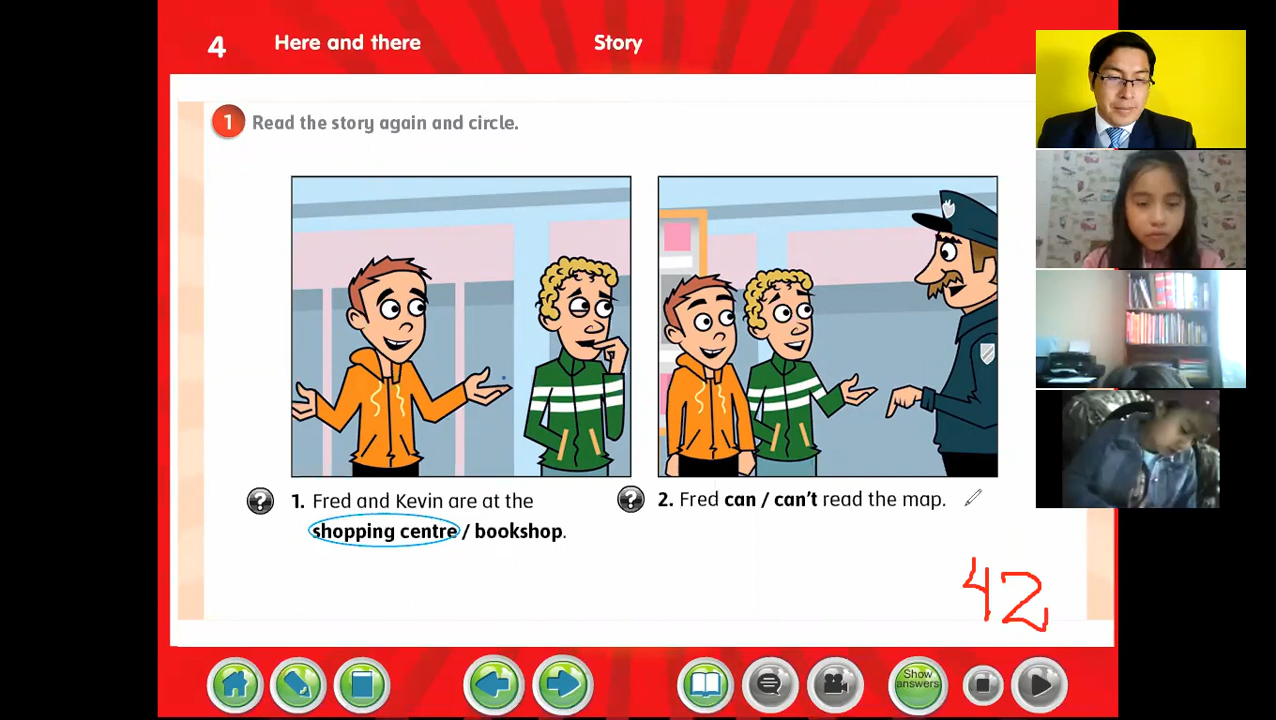 4 Here and there Story
1 Read the story again and circle.
? 1. Fred and Kevin are at the
shopping centre / bookshop.
? 2. Fred can / can't read the map.
42
Show
answers